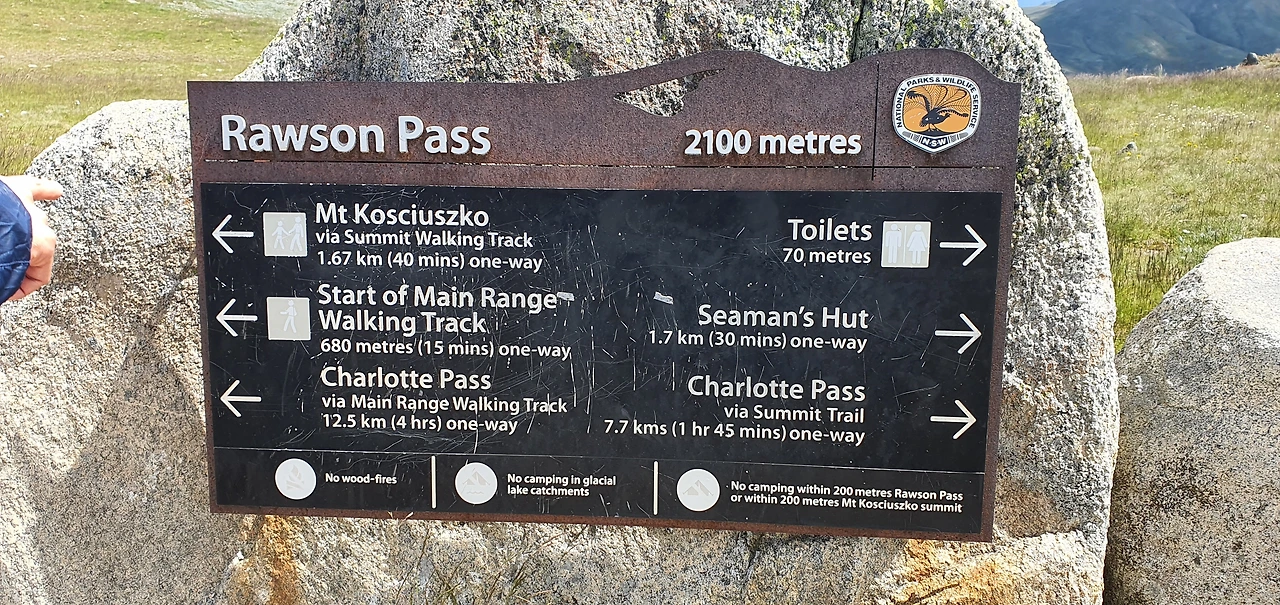 Rawson Pass
2100 metres
NATIONAL PARKS & WILDLIFE SERVICE
N·S·W
Mt Kosciuszko
via Summit Walking Track
1.67 km (40 mins) one-way
Start of Main Range
Walking Track
680 metres (15 mins) one-way
Charlotte Pass
via Main Range Walking Track
12.5 km (4 hrs) one-way
Toilets
70 metres
Seaman's Hut
1.7 km (30 mins) one-way
Charlotte Pass
via Summit Trail
7.7 kms (1 hr 45 mins) one-way
No wood-fires
No camping in glacial
lake catchments
No camping within 200 metres Rawson Pass
or within 200 metres Mt Kosciuszko summit